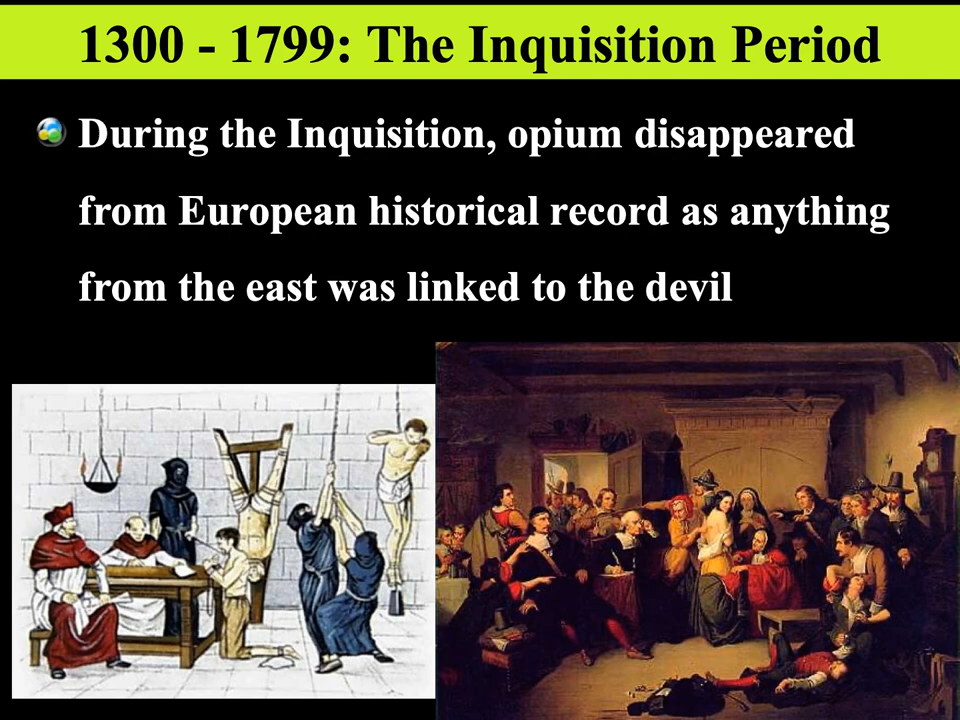 1300 - 1799: The Inquisition Period
During the Inquisition, opium disappeared
from European historical record as anything
from the east was linked to the devil